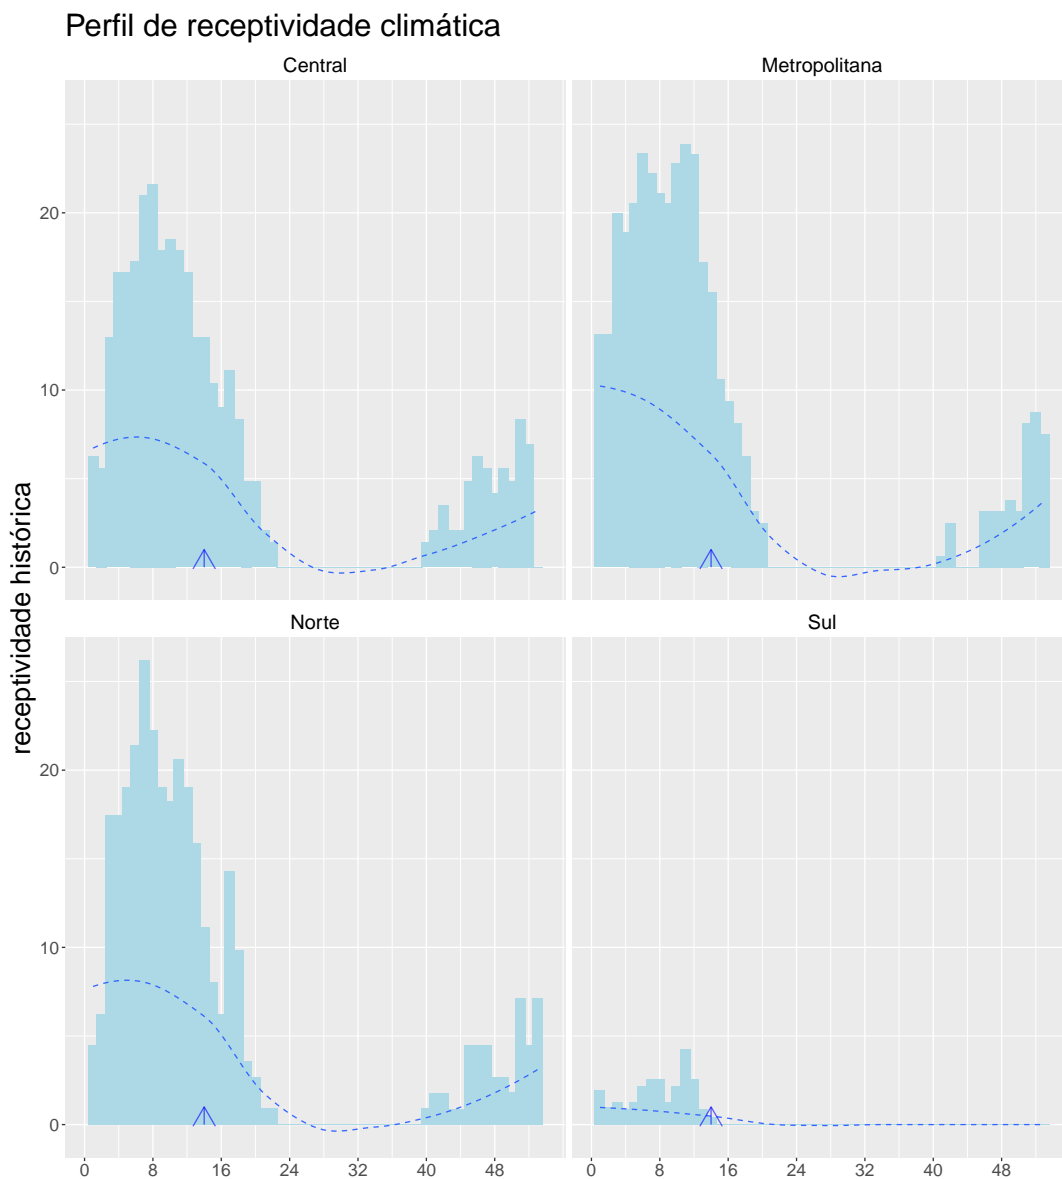 Perfil de receptividade climática
Central
Metropolitana
20
10
0
Norte
Sul
receptividade histórica
20
10
0
0 8 16 24 32 40 48
0 8 16 24 32 40 48